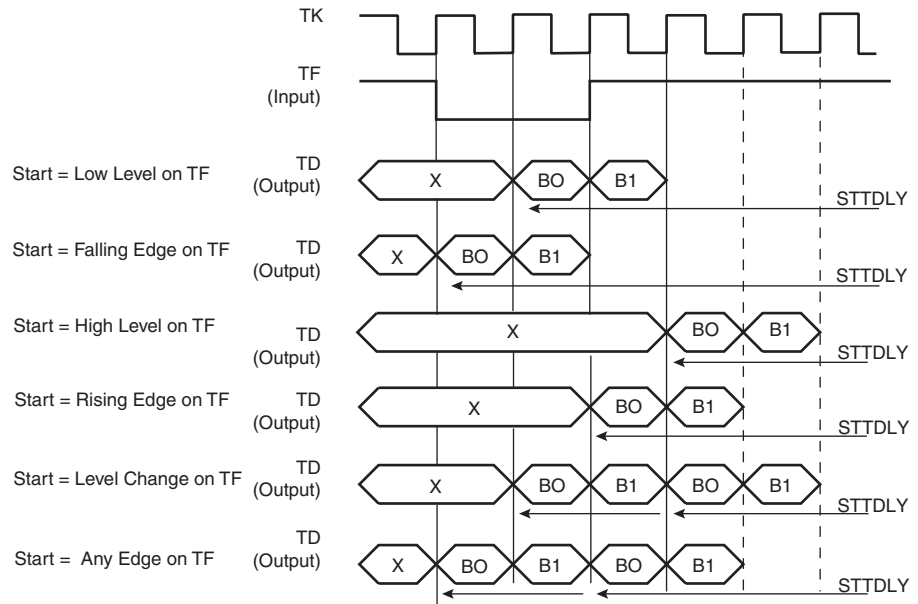 TK
TF
(Input)
Start = Low Level on TF
TD
(Output)
X
BO
B1
STTDLY
Start = Falling Edge on TF
TD
(Output)
X
BO
B1
STTDLY
Start = High Level on TF
TD
(Output)
X
BO
B1
STTDLY
Start = Rising Edge on TF
TD
(Output)
X
BO
B1
STTDLY
Start = Level Change on TF
TD
(Output)
X
BO
B1
BO
B1
STTDLY
Start = Any Edge on TF
TD
(Output)
X
BO
B1
BO
B1
STTDLY